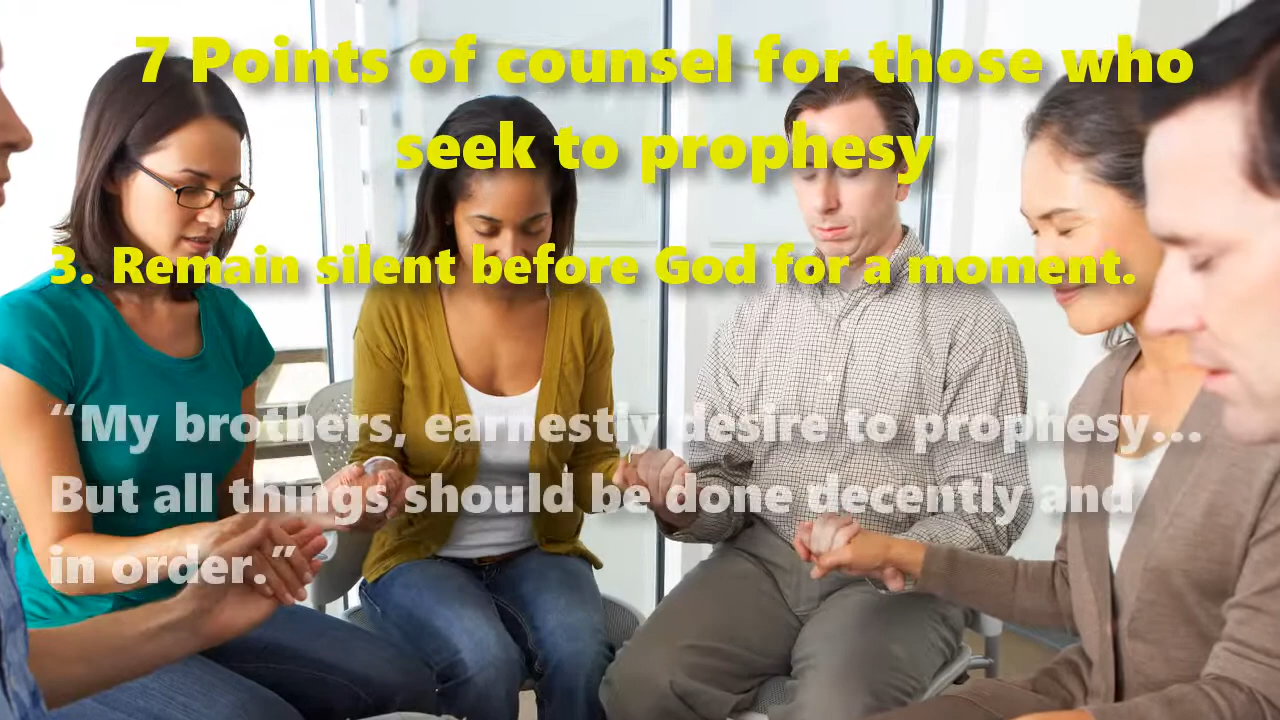 7 Points of counsel for those who
seek to prophesy
3. Remain silent before God for a moment.
“My brothers, earnestly desire to prophesy…
But all things should be done decently and
in order.”